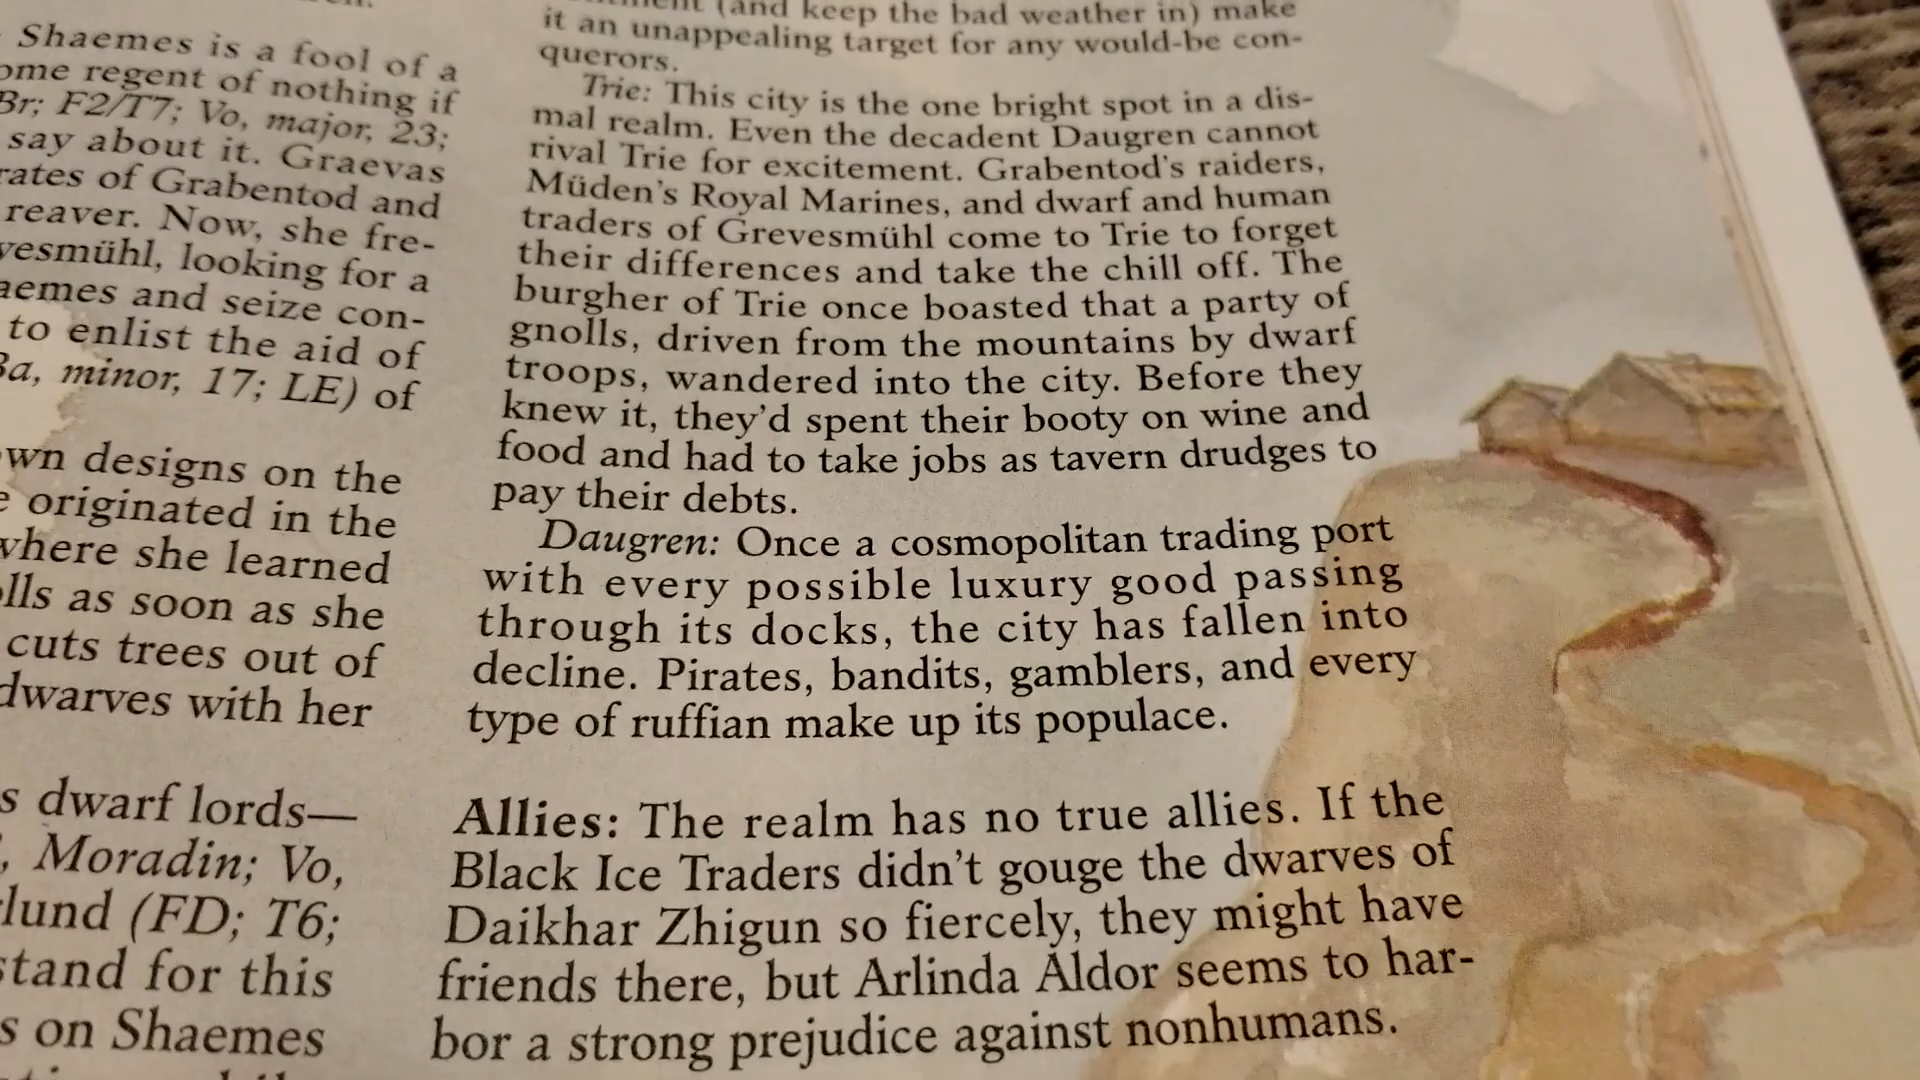 Shaemes is a fool of a
ome regent of nothing if
Br; F2/T7; Vo, major, 23;
say about it. Graevas
rates of Grabentod and
reaver. Now, she fre-
vesmühl, looking for a
aemes and seize con-
to enlist the aid of
Ba, minor, 17; LE) of
wn designs on the
e originated in the
where she learned
olls as soon as she
cuts trees out of
dwarves with her
s dwarf lords—
, Moradin; Vo,
lund (FD; T6;
stand for this
s on Shaemes
(and keep the bad weather in) make
it an unappealing target for any would-be con-
querors.
Trie: This city is the one bright spot in a dis-
mal realm. Even the decadent Daugren cannot
rival Trie for excitement. Grabentod's raiders,
Müden's Royal Marines, and dwarf and human
traders of Grevesmühl come to Trie to forget
their differences and take the chill off. The
burgher of Trie once boasted that a party of
gnolls, driven from the mountains by dwarf
troops, wandered into the city. Before they
knew it, they'd spent their booty on wine and
food and had to take jobs as tavern drudges to
pay their debts.
Daugren: Once a cosmopolitan trading port
with every possible luxury good passing
through its docks, the city has fallen into
decline. Pirates, bandits, gamblers, and every
type of ruffian make up its populace.
Allies: The realm has no true allies. If the
Black Ice Traders didn't gouge the dwarves of
Daikhar Zhigun so fiercely, they might have
friends there, but Arlinda Aldor seems to har-
bor a strong prejudice against nonhumans.